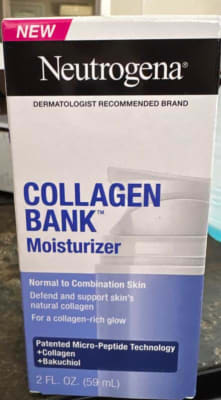 NEW
Neutrogena®
DERMATOLOGIST RECOMMENDED BRAND
COLLAGEN
BANK™
Moisturizer
Normal to Combination Skin
Defend and support skin's
natural collagen
For a collagen-rich glow
Patented Micro-Peptide Technology
+Collagen
+Bakuchiol
2 FL. OZ. (59 mL)